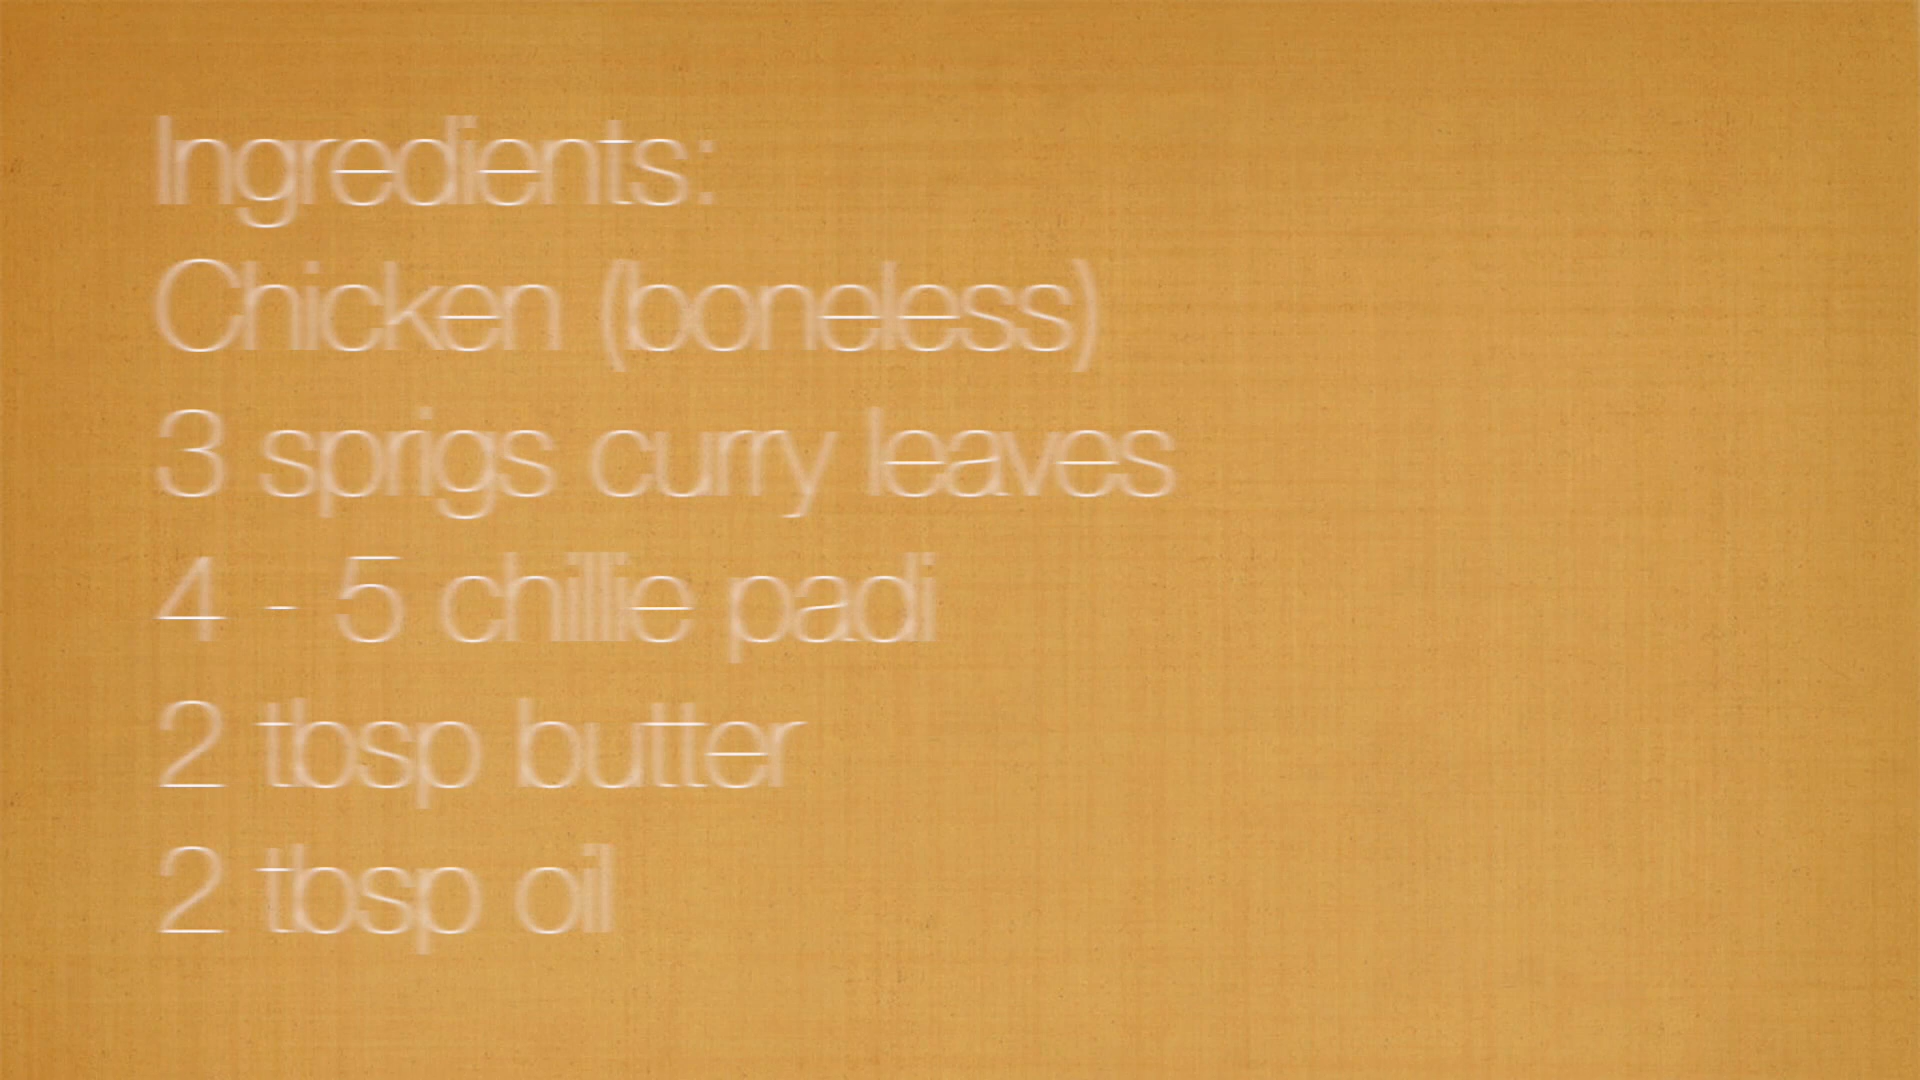 Ingredients:
Chicken (boneless)
3 sprigs curry leaves
4 - 5 chillie padi
2 tbsp butter
2 tbsp oil